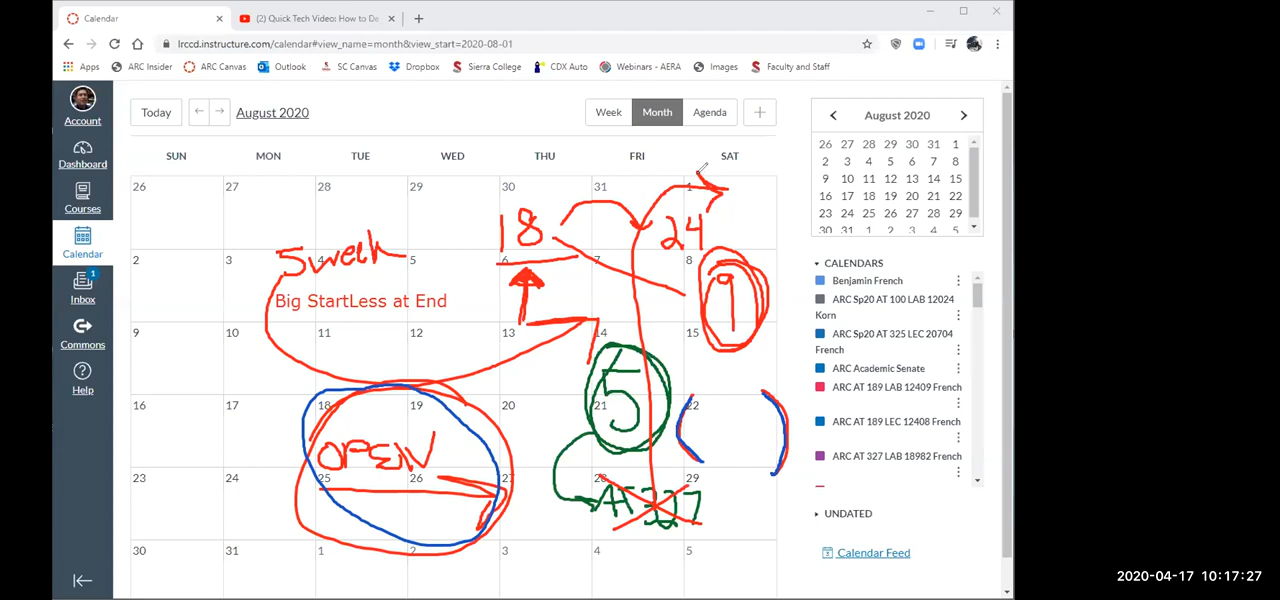 Calendar
(2) Quick Tech Video: How to De
lrccd.instructure.com/calendar#view_name=month&view_start=2020-08-01
Apps ARC Insider ARC Canvas Outlook SC Canvas Dropbox Sierra College CDX Auto Webinars - AERA Images Faculty and Staff
Account
Dashboard
Courses
Calendar
1
Inbox
Commons
Help
Today August 2020 Week Month Agenda
SUN MON TUE WED THU FRI SAT
26 27 28 29 30 31 1
18 24
2 3 4 5 6 7 8
5 week
Big StartLess at End
9
9 10 11 12 13 14 15
5
16 17 18 19 20 21 22
OPEN
23 24 25 26 27 28 29
AT 327
30 31 1 2 3 4 5
August 2020
26 27 28 29 30 31 1
2 3 4 5 6 7 8
9 10 11 12 13 14 15
16 17 18 19 20 21 22
23 24 25 26 27 28 29
30 31 1 2 3 4 5
CALENDARS
Benjamin French
ARC Sp20 AT 100 LAB 12024
Korn
ARC Sp20 AT 325 LEC 20704
French
ARC Academic Senate
ARC AT 189 LAB 12409 French
ARC AT 189 LEC 12408 French
ARC AT 327 LAB 18982 French
UNDATED
Calendar Feed
2020-04-17 10:17:27